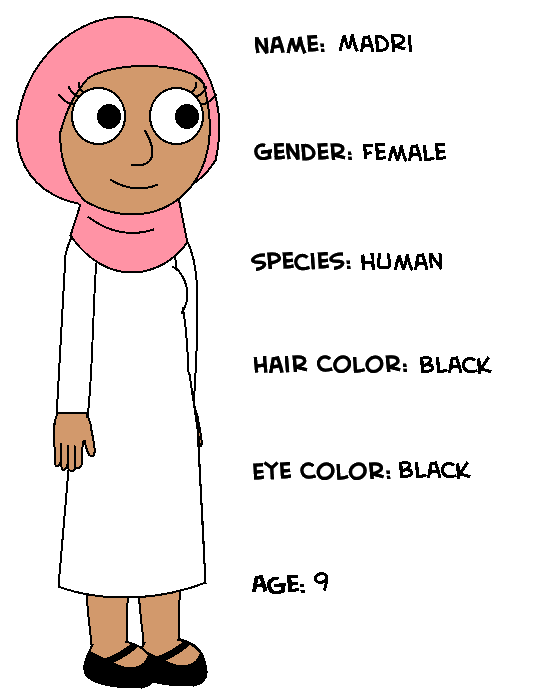 NAME: MADRI
GENDER: FEMALE
SPECIES: HUMAN
HAIR COLOR: BLACK
EYE COLOR: BLACK
AGE: 9